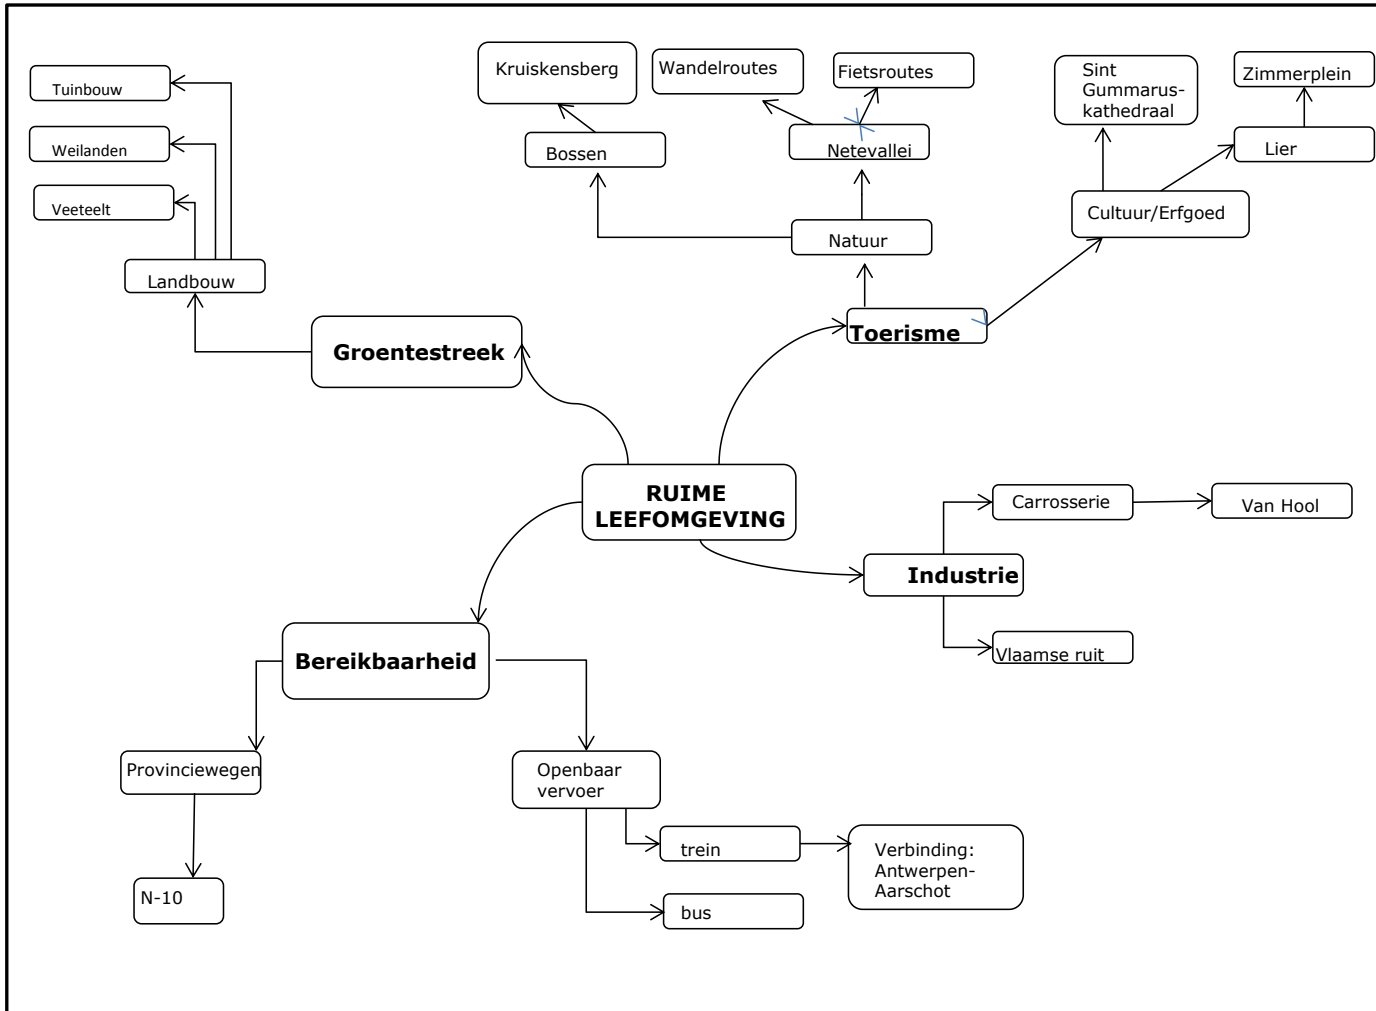 Kruiskensberg
Wandelroutes
Fietsroutes
Sint
Gummarus-
kathedraal
Zimmerplein
Tuinbouw
Weilanden
Bossen
Netevallei
Lier
Veeteelt
Cultuur/Erfgoed
Natuur
Landbouw
Toerisme
Groentestreek
RUIME
LEEFOMGEVING
Carrosserie
Van Hool
Industrie
Vlaamse ruit
Bereikbaarheid
Provinciewegen
Openbaar
vervoer
trein
Verbinding:
Antwerpen-
Aarschot
N-10
bus